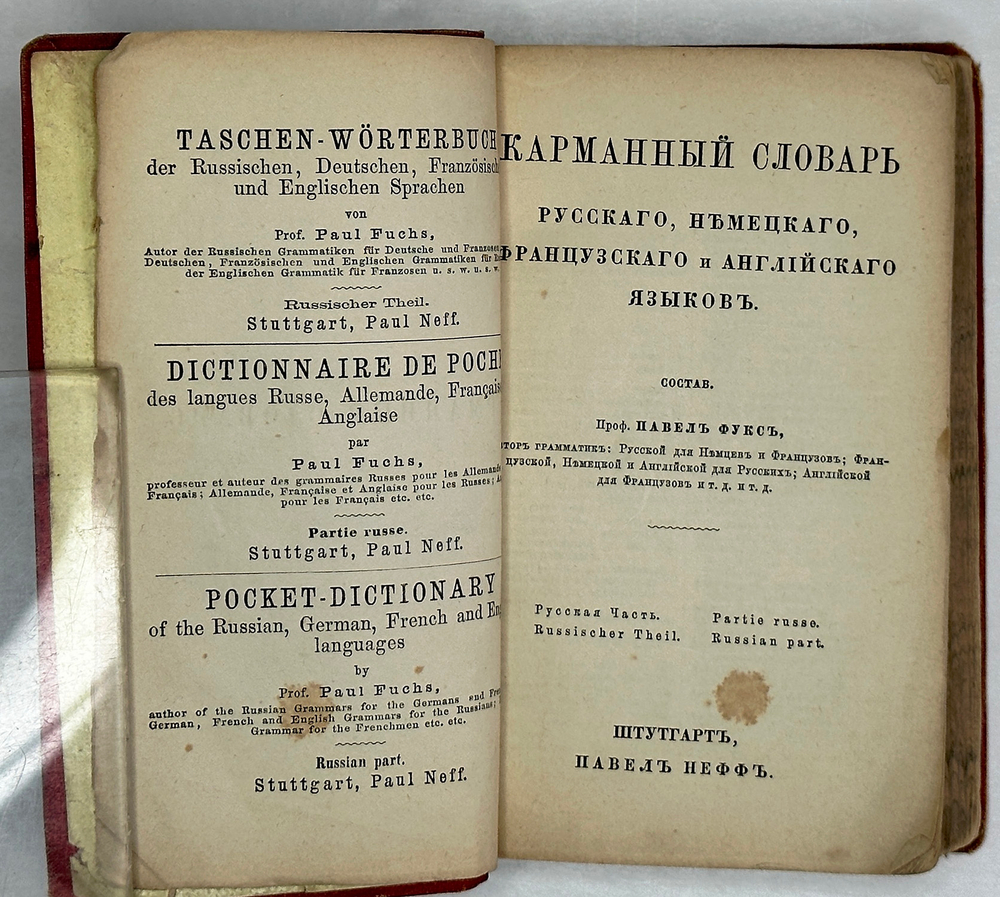 TASCHEN-WÖRTERBUCH
der Russischen, Deutschen, Französisch
und Englischen Sprachen
von
Prof. Paul Fuchs,
Autor der Russischen Grammatiken für Deutsche und Franzosen
Deutschen, Französischen und Englischen Grammatiken für
der Englischen Grammatik für Franzosen u. s. w. u. s. w.
Russischer Theil.
Stuttgart, Paul Neff.
DICTIONNAIRE DE POCHE
des langues Russe, Allemande, Française
Anglaise
par
Paul Fuchs,
professeur et auteur des grammaires Russes pour les Allemands
Français; Allemande, Française et Anglaise pour les Russes;
pour les Français etc. etc.
Partie russe.
Stuttgart, Paul Neff.
POCKET-DICTIONARY
of the Russian, German, French and En
languages
by
Prof. Paul Fuchs,
author of the Russian Grammars for the Germans and Fre
German, French and English Grammars for the Russians;
Grammar for the Frenchmen etc. etc.
Russian part.
Stuttgart, Paul Neff.
КАРМАННЫЙ СЛОВАРЬ
РУССКАГО, НѢМЕЦКАГО,
ФРАНЦУЗСКАГО и АНГЛІЙСКАГО
ЯЗЫКОВЪ.
СОСТАВ.
Проф. ПАВЕЛЪ ФУКСЪ,
вторъ грамматикъ: Русской для Нѣмцевъ и Французовъ; Фран-
цузской, Нѣмецкой и Англійской для Русскихъ; Англійской
для Французовъ и т. д. и т. д.
Русская Часть. Partie russe.
Russischer Theil. Russian part.
ШТУТГАРТЪ,
ПАВЕЛЪ НЕФФЪ.